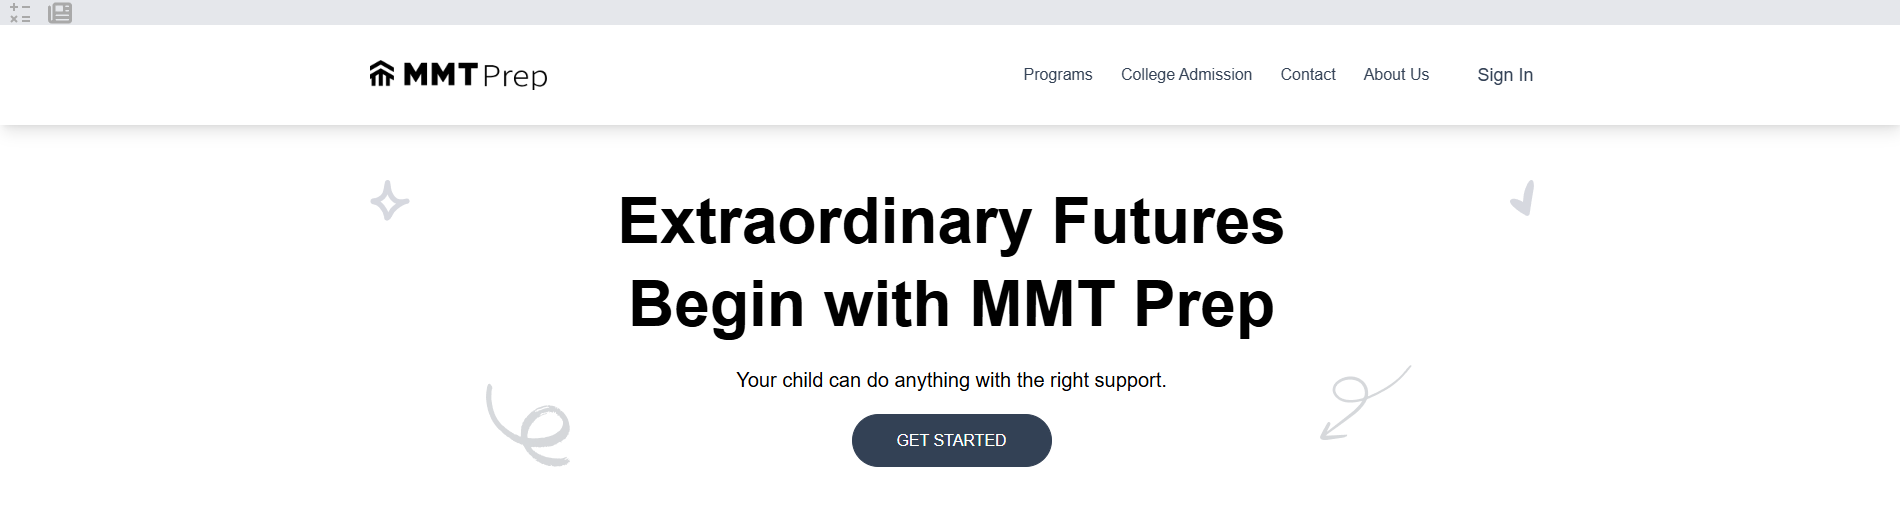 MMT Prep
Programs
College Admission
Contact
About Us
Sign In
Extraordinary Futures
Begin with MMT Prep
Your child can do anything with the right support.
GET STARTED